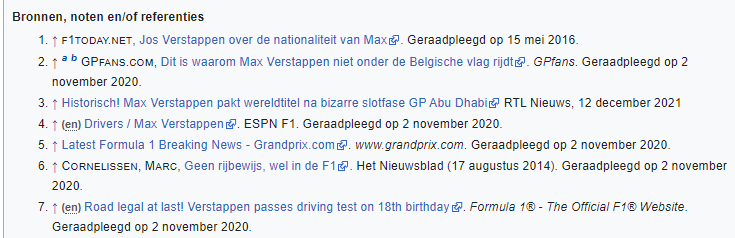 Bronnen, noten en/of referenties
1. ↑ F1TODAY.NET, Jos Verstappen over de nationaliteit van Max. Geraadpleegd op 15 mei 2016.
2. ↑ a b GPFANS.COM, Dit is waarom Max Verstappen niet onder de Belgische vlag rijdt. GPfans. Geraadpleegd op 2
november 2020.
3. ↑ Historisch! Max Verstappen pakt wereldtitel na bizarre slotfase GP Abu Dhabi RTL Nieuws, 12 december 2021
4. ↑ (en) Drivers / Max Verstappen. ESPN F1. Geraadpleegd op 2 november 2020.
5. ↑ Latest Formula 1 Breaking News - Grandprix.com. www.grandprix.com. Geraadpleegd op 2 november 2020.
6. ↑ CORNELISSEN, MARC, Geen rijbewijs, wel in de F1. Het Nieuwsblad (17 augustus 2014). Geraadpleegd op 2 november
2020.
7. ↑ (en) Road legal at last! Verstappen passes driving test on 18th birthday. Formula 1® - The Official F1® Website.
Geraadpleegd op 2 november 2020.